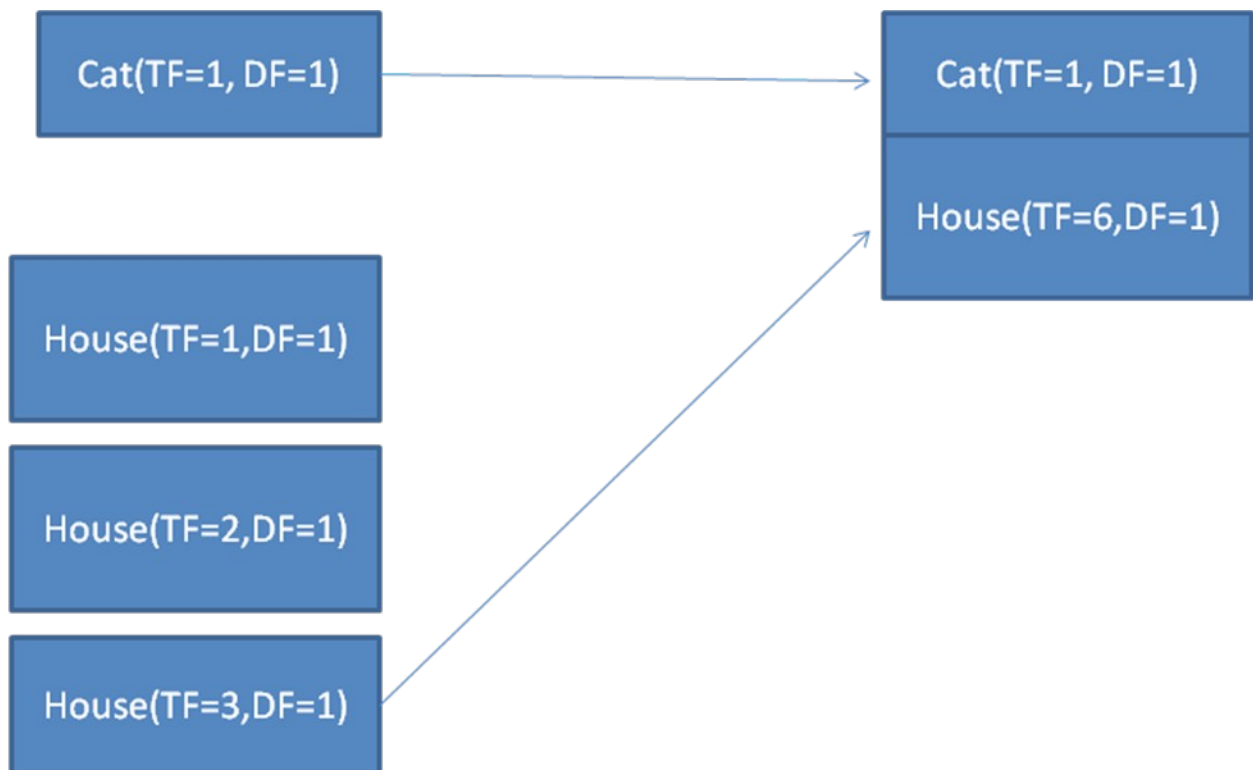 Cat(TF=1, DF=1)
House(TF=1,DF=1)
House(TF=2,DF=1)
House(TF=3,DF=1)
Cat(TF=1, DF=1)
House(TF=6,DF=1)